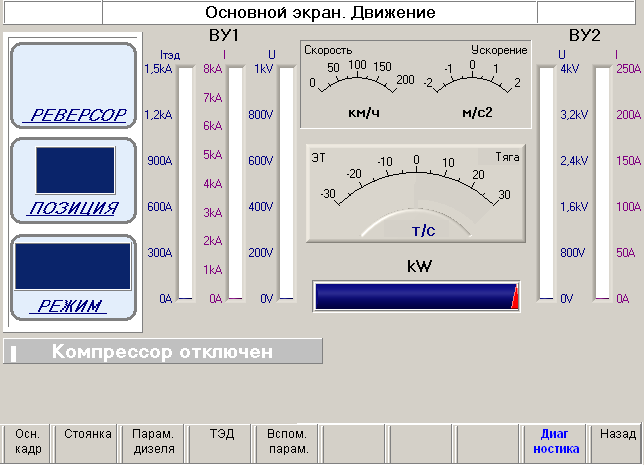 Основной экран. Движение
ВУ1
ВУ2
Iтэд
I
U
U
I
1,5kA
8kA
1kV
4kV
250A
7kA
1,2kA
6kA
800V
3,2kV
200A
5kA
900A
600V
2,4kV
150A
4kA
600A
3kA
400V
1,6kV
100A
2kA
300A
200V
800V
50A
1kA
0A
0A
0V
0V
0A
РЕВЕРСОР
ПОЗИЦИЯ
РЕЖИМ
Скорость
Ускорение
0 50 100 150 200
-2 -1 0 1 2
км/ч
м/с2
ЭТ
Тяга
-30 -20 -10 0 10 20 30
т/с
kW
Компрессор отключен
Осн.
кадр
Стоянка
Парам.
дизеля
ТЭД
Вспом.
парам.
Диаг
ностика
Назад